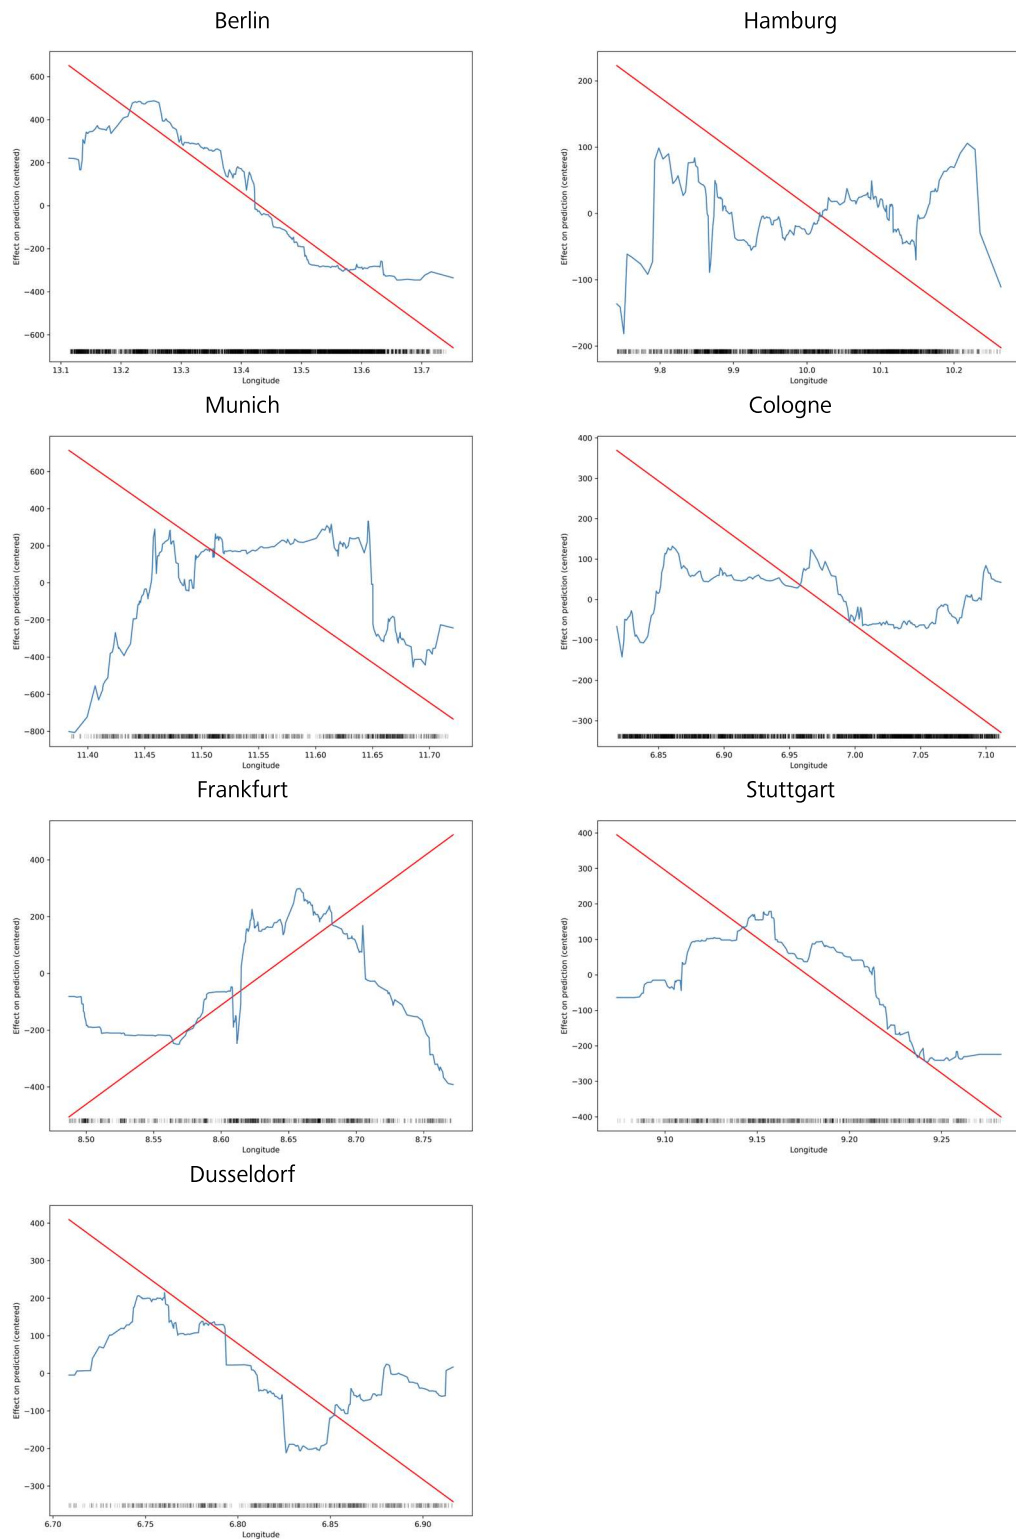 Berlin
Hamburg
Effect on prediction (centered)
600
400
200
0
−200
−400
−600
13.1 13.2 13.3 13.4 13.5 13.6 13.7
Longitude
Effect on prediction (centered)
200
100
0
−100
−200
9.8 9.9 10.0 10.1 10.2
Longitude
Munich
Cologne
Effect on prediction (centered)
600
400
200
0
−200
−400
−600
−800
11.40 11.45 11.50 11.55 11.60 11.65 11.70
Longitude
Effect on prediction (centered)
400
300
200
100
0
−100
−200
−300
6.85 6.90 6.95 7.00 7.05 7.10
Longitude
Frankfurt
Stuttgart
Effect on prediction (centered)
400
200
0
−200
−400
8.50 8.55 8.60 8.65 8.70 8.75
Longitude
Effect on prediction (centered)
400
300
200
100
0
−100
−200
−300
−400
9.10 9.15 9.20 9.25
Longitude
Dusseldorf
Effect on prediction (centered)
400
300
200
100
0
−100
−200
−300
6.70 6.75 6.80 6.85 6.90
Longitude